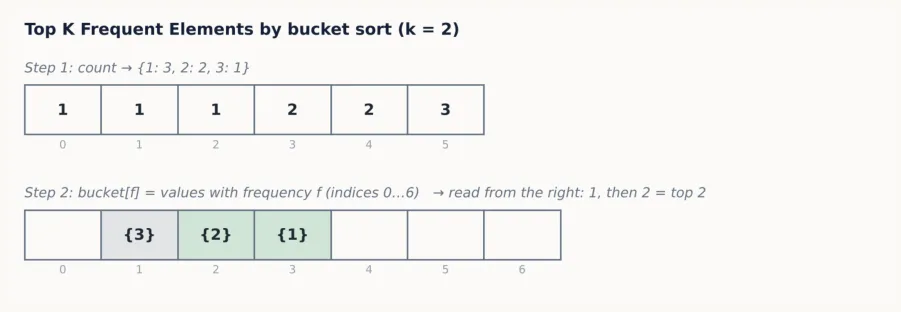 Top K Frequent Elements by bucket sort (k = 2)
Step 1: count → {1: 3, 2: 2, 3: 1}
1 1 1 2 2 3
0 1 2 3 4 5
Step 2: bucket[f] = values with frequency f (indices 0…6) → read from the right: 1, then 2 = top 2
{3} {2} {1}
0 1 2 3 4 5 6